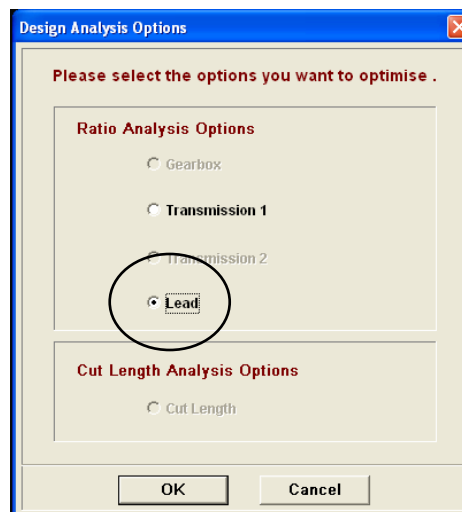 Design Analysis Options
Please select the options you want to optimise .
Ratio Analysis Options
Gearbox
Transmission 1
Transmission 2
Lead
Cut Length Analysis Options
Cut Length
OK
Cancel